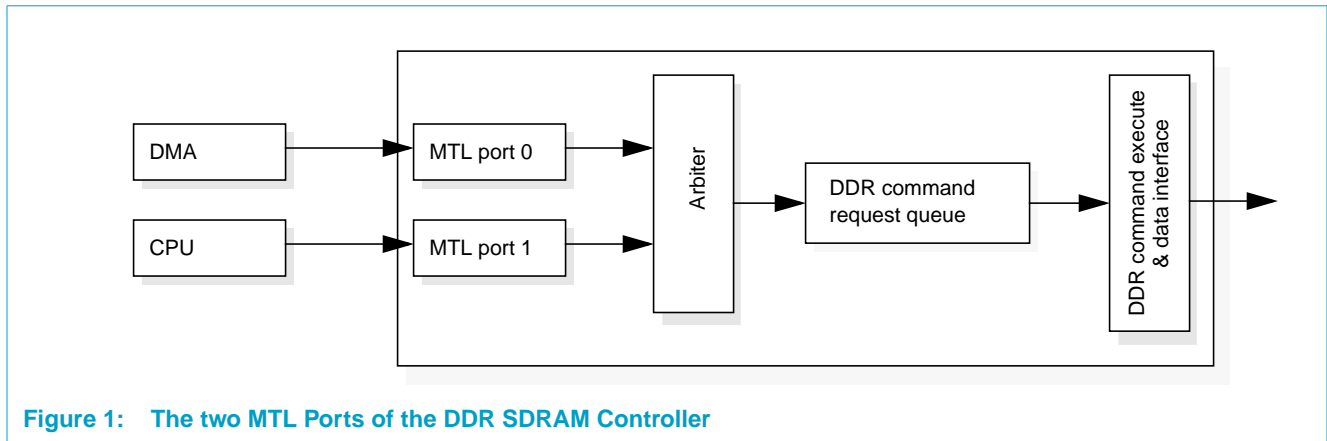 DMA
MTL port 0
CPU
MTL port 1
Arbiter
DDR command
request queue
DDR command execute
& data interface
Figure 1: The two MTL Ports of the DDR SDRAM Controller